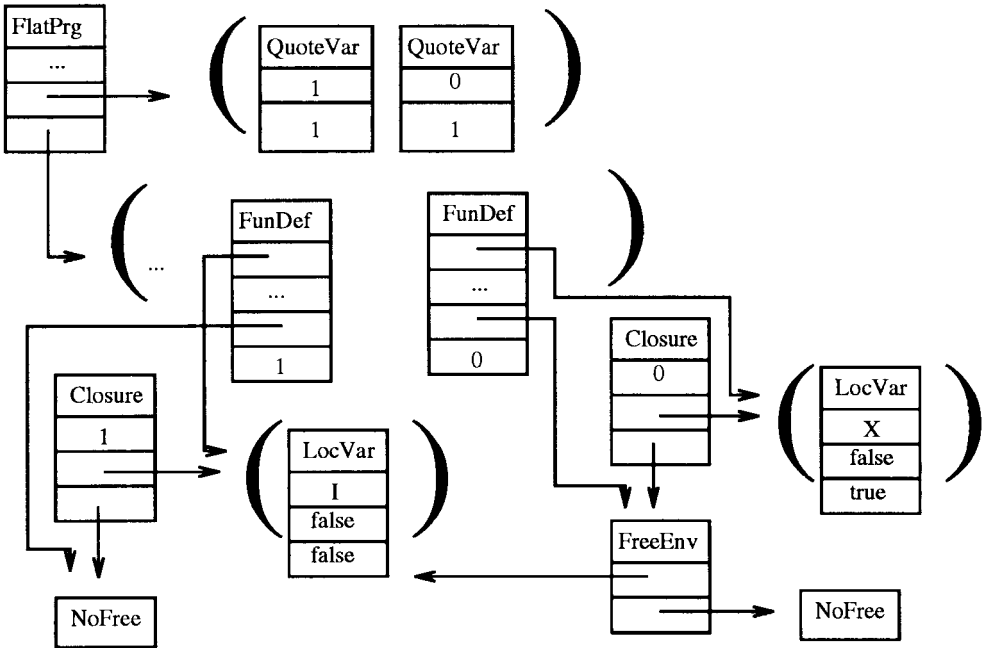 FlatPrg
...
QuoteVar
1
1
QuoteVar
0
1
...
FunDef
...
1
FunDef
...
0
Closure
1
LocVar
I
false
false
NoFree
Closure
0
LocVar
X
false
true
FreeEnv
NoFree